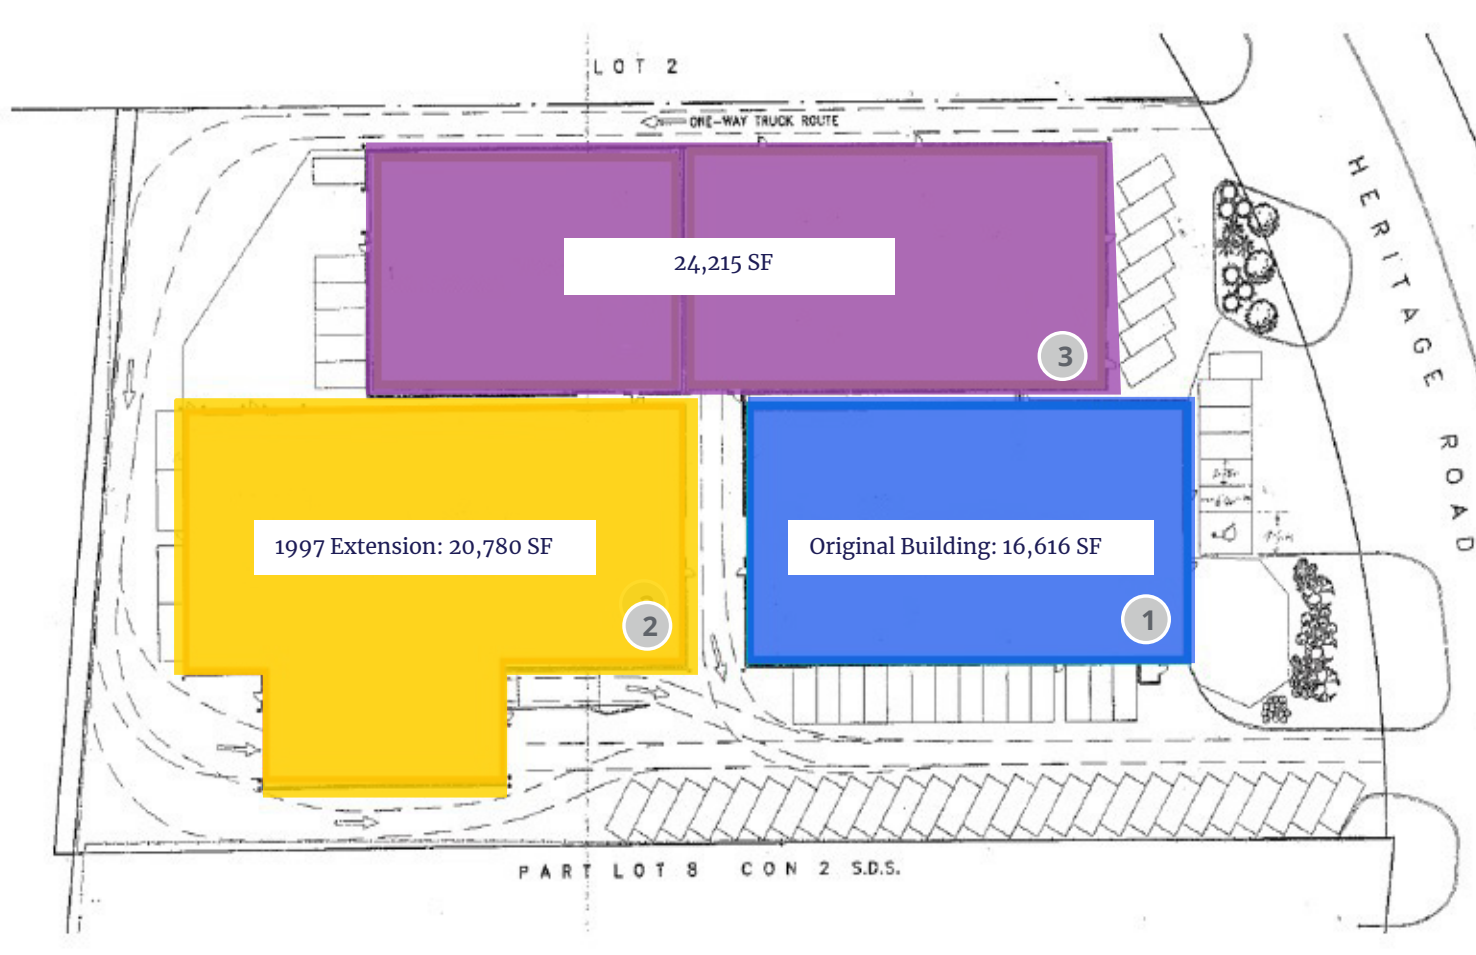 LOT 2
ONE-WAY TRUCK ROUTE
24,215 SF
3
HERITAGE ROAD
1997 Extension: 20,780 SF
Original Building: 16,616 SF
2
1
PART LOT 8 CON 2 S.D.S.